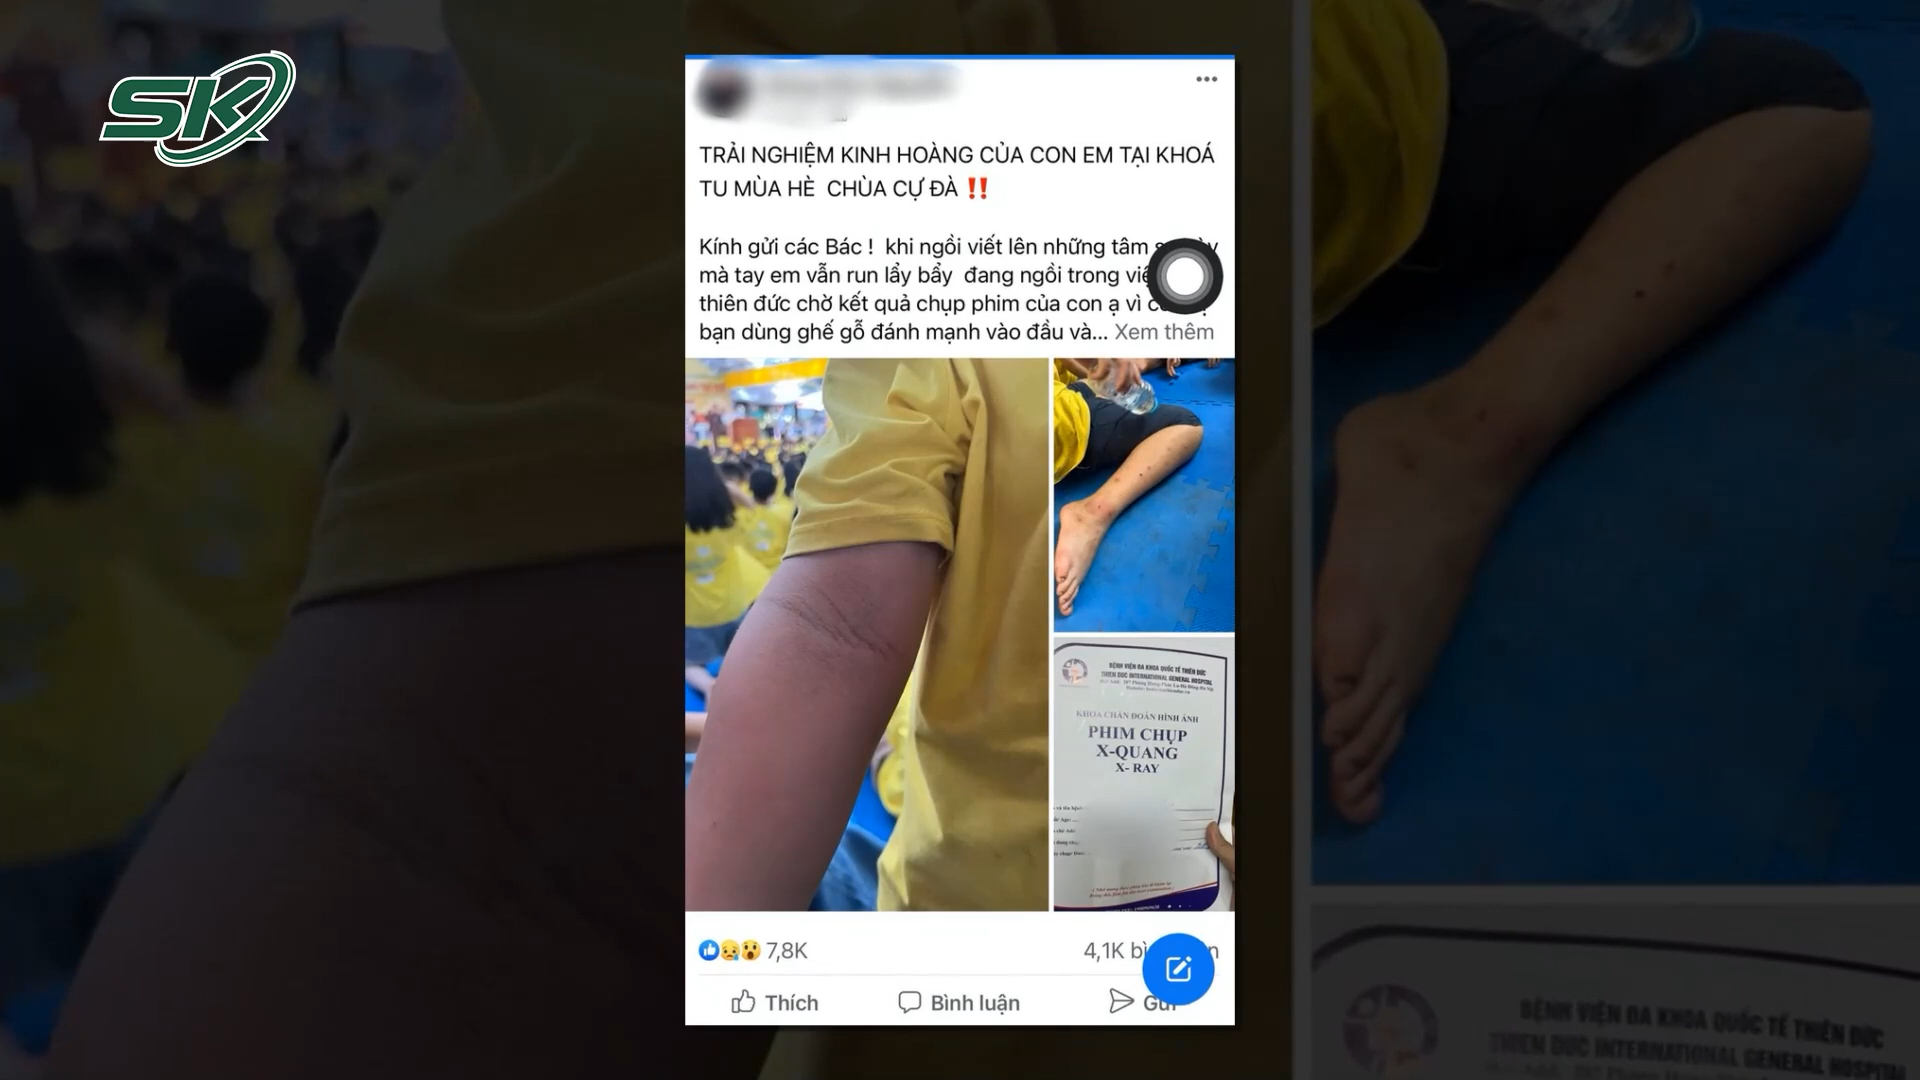 SK
TRẢI NGHIỆM KINH HOÀNG CỦA CON EM TẠI KHOÁ
TU MÙA HÈ CHÙA CỰ ĐÀ ‼️
Kính gửi các Bác ! khi ngồi viết lên những tâm
mà tay em vẫn run lẩy bẩy đang ngồi trong
thiên đức chờ kết quả chụp phim của con ạ vì
bạn dùng ghế gỗ đánh mạnh vào đầu và... Xem thêm
BỆNH VIỆN ĐA KHOA QUỐC TẾ THIÊN ĐỨC
THIEN DUC INTERNATIONAL GENERAL HOSPITAL
KHOA CHẨN ĐOÁN HÌNH ẢNH
PHIM CHỤP
X-QUANG
X- RAY
7,8K
4,1K
Thích
Bình luận
BỆNH VIỆN ĐA KHOA QUỐC TẾ THIÊN ĐỨC
THIEN DUC INTERNATIONAL GENERAL HOSPITAL